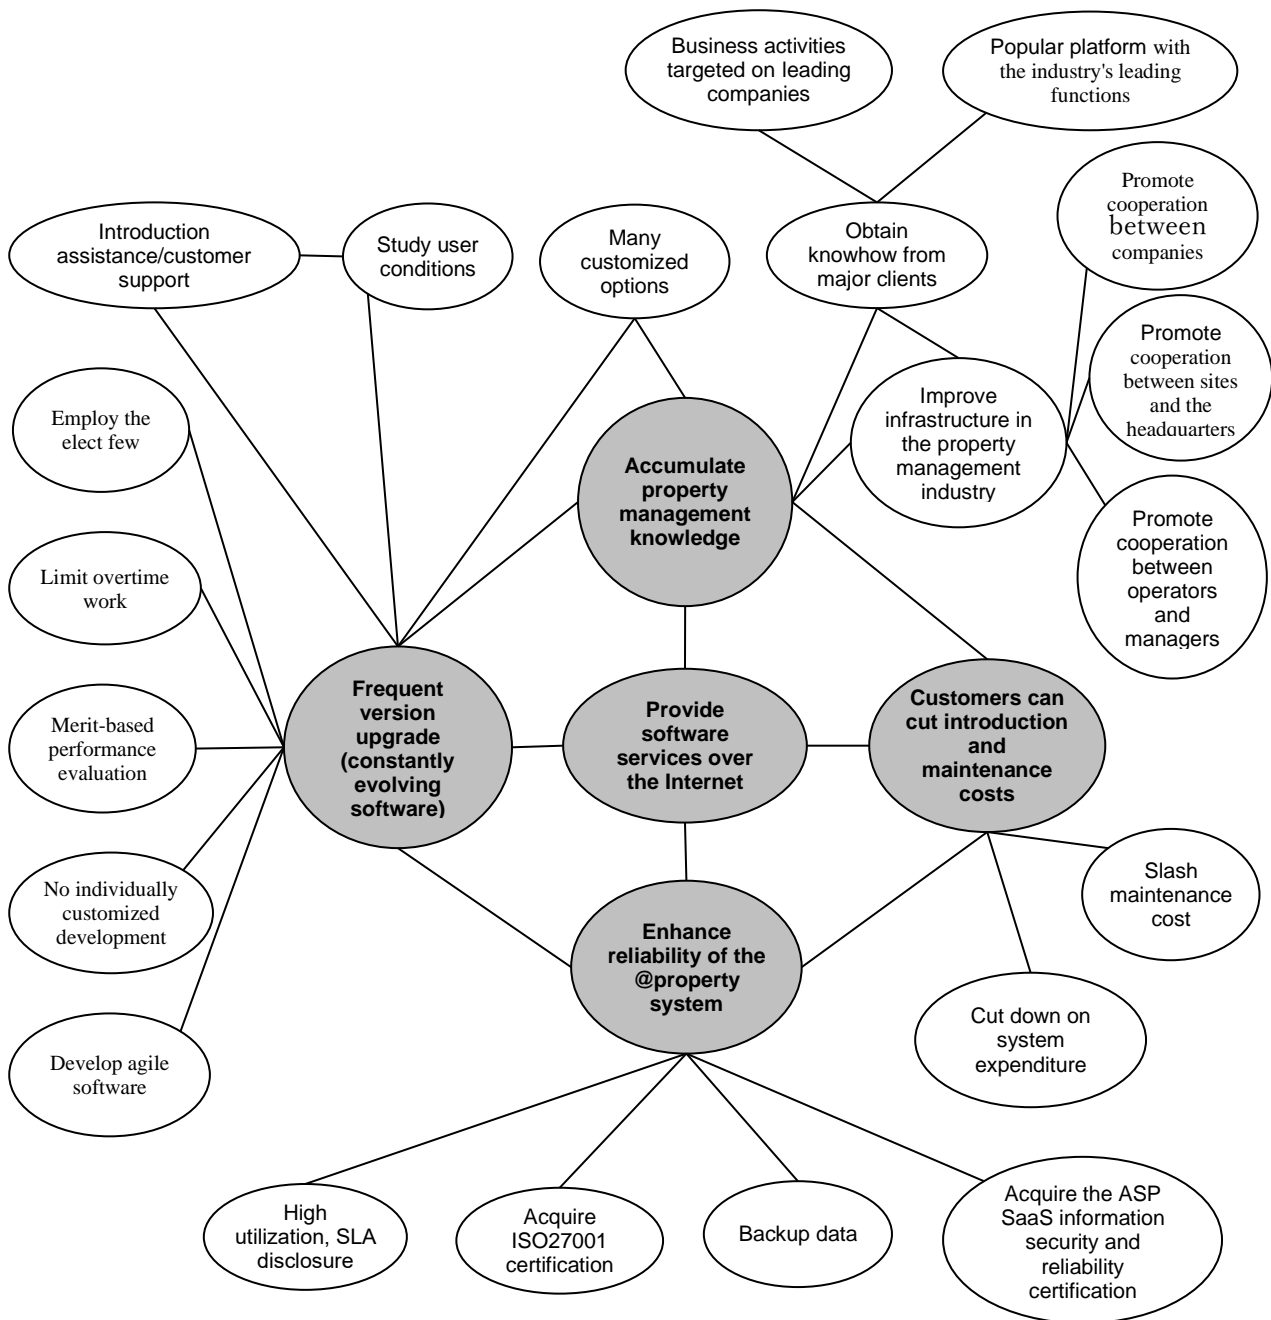 Business activities
targeted on leading
companies
Popular platform with
the industry's leading
functions
Promote
cooperation
between
companies
Introduction
assistance/customer
support
Study user
conditions
Many
customized
options
Obtain
knowhow from
major clients
Promote
cooperation
between sites
and the
headquarters
Employ the
elect few
Improve
infrastructure in
the property
management
industry
Accumulate
property
management
knowledge
Promote
cooperation
between
operators
and
managers
Limit overtime
work
Frequent
version
upgrade
(constantly
evolving
software)
Provide
software
services over
the Internet
Customers can
cut introduction
and
maintenance
costs
Merit-based
performance
evaluation
No individually
customized
development
Slash
maintenance
cost
Enhance
reliability of the
@property
system
Cut down on
system
expenditure
Develop agile
software
High
utilization, SLA
disclosure
Acquire
ISO27001
certification
Backup data
Acquire the ASP
SaaS information
security and
reliability
certification